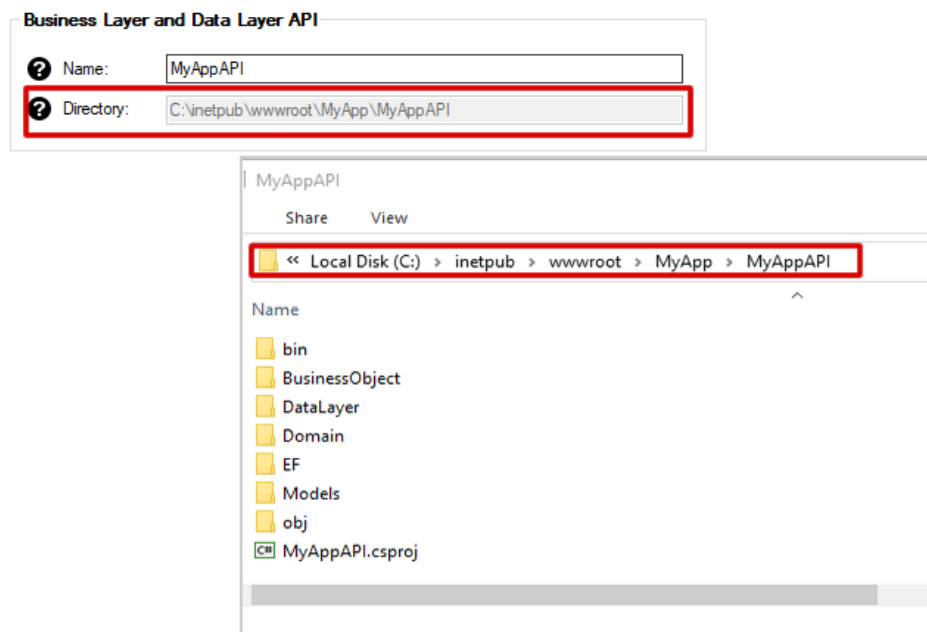 Business Layer and Data Layer API
? Name: MyAppAPI
? Directory: C:\inetpub\wwwroot\MyApp\MyAppAPI
MyAppAPI
Share View
« Local Disk (C:) > inetpub > wwwroot > MyApp > MyAppAPI
Name
bin
BusinessObject
DataLayer
Domain
EF
Models
obj
C# MyAppAPI.csproj